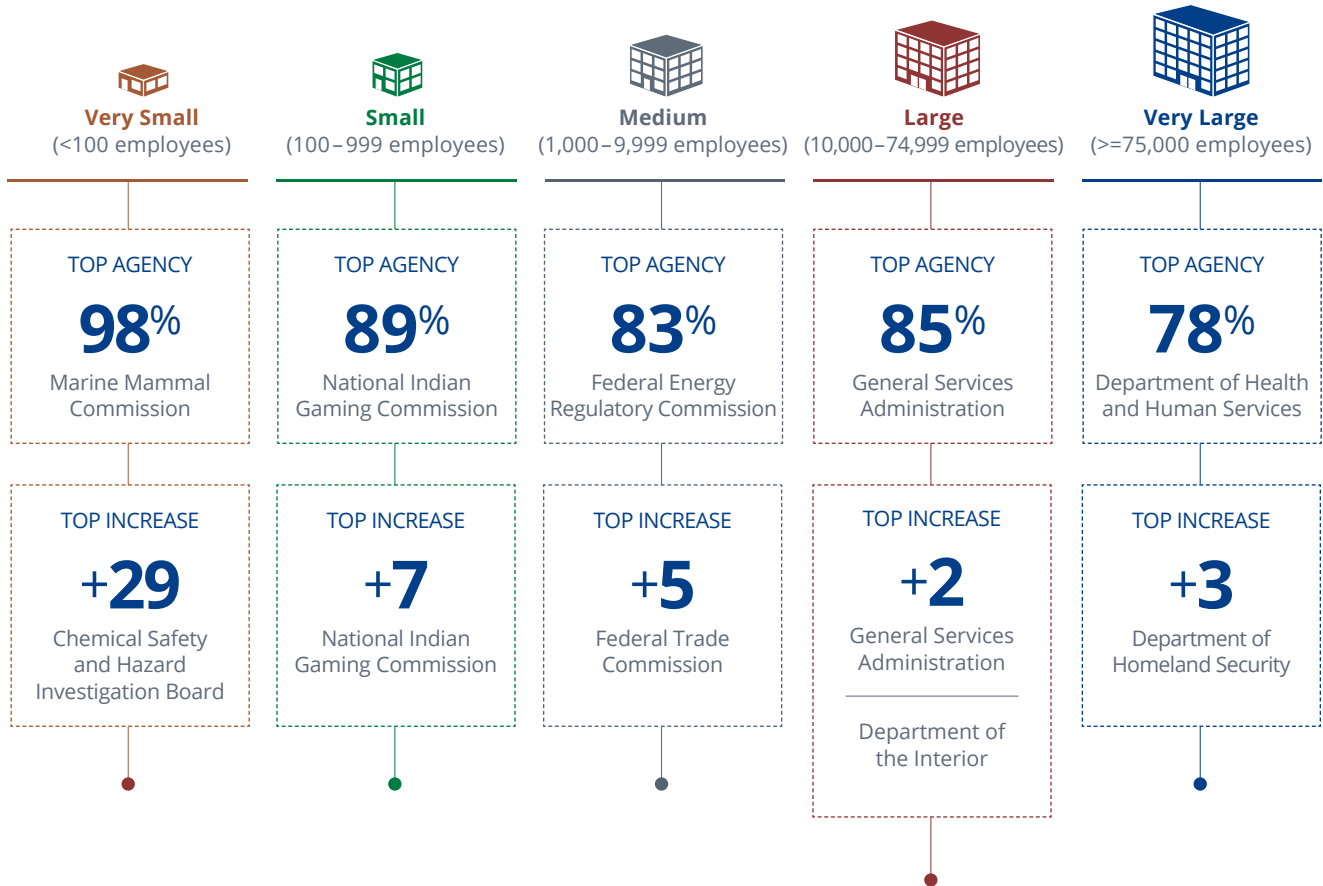 Very Small
(<100 employees)
Small
(100–999 employees)
Medium
(1,000–9,999 employees)
Large
(10,000–74,999 employees)
Very Large
(>=75,000 employees)
TOP AGENCY
98%
Marine Mammal
Commission
TOP AGENCY
89%
National Indian
Gaming Commission
TOP AGENCY
83%
Federal Energy
Regulatory Commission
TOP AGENCY
85%
General Services
Administration
TOP AGENCY
78%
Department of Health
and Human Services
TOP INCREASE
+29
Chemical Safety
and Hazard
Investigation Board
TOP INCREASE
+7
National Indian
Gaming Commission
TOP INCREASE
+5
Federal Trade
Commission
TOP INCREASE
+2
General Services
Administration
Department of
the Interior
TOP INCREASE
+3
Department of
Homeland Security